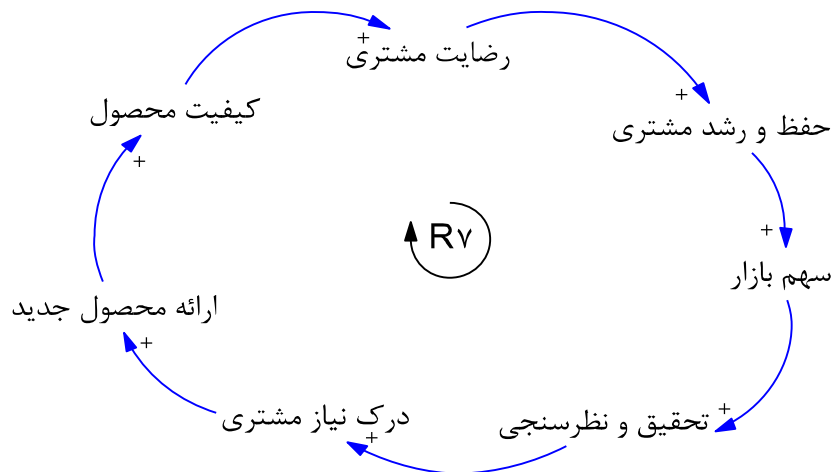 رضایت مشتری
+
حفظ و رشد مشتری
+
سهم بازار
+
تحقیق و نظرسنجی
+
درک نیاز مشتری
+
ارائه محصول جدید
+
کیفیت محصول
+
R۷